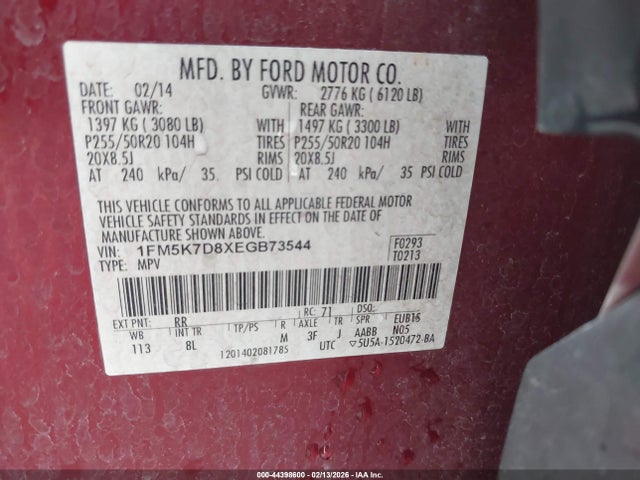 MFD. BY FORD MOTOR CO.
DATE: 02/14 GVWR: 2776 KG ( 6120 LB)
FRONT GAWR: REAR GAWR:
1397 KG ( 3080 LB) WITH 1497 KG ( 3300 LB) WITH
P255/50R20 104H TIRES P255/50R20 104H TIRES
20X8.5J RIMS 20X8.5J RIMS
AT 240 kPa/ 35 PSI COLD AT 240 kPa/ 35 PSI COLD
THIS VEHICLE CONFORMS TO ALL APPLICABLE FEDERAL MOTOR
VEHICLE SAFETY STANDARDS IN EFFECT ON THE DATE OF
MANUFACTURE SHOWN ABOVE.
VIN: 1FM5K7D8XEGB73544 F0293
TYPE: MPV T0213
EXT PNT: RR RC: 71 DSO:
WB INT TR TP/PS R AXLE TR SPR EUB16
113 8L M 3F J AABB N05
1201402081785 UTC ▽5U5A-1520472-BA
000-44398600 - 02/13/2026 - IAAI, Inc.